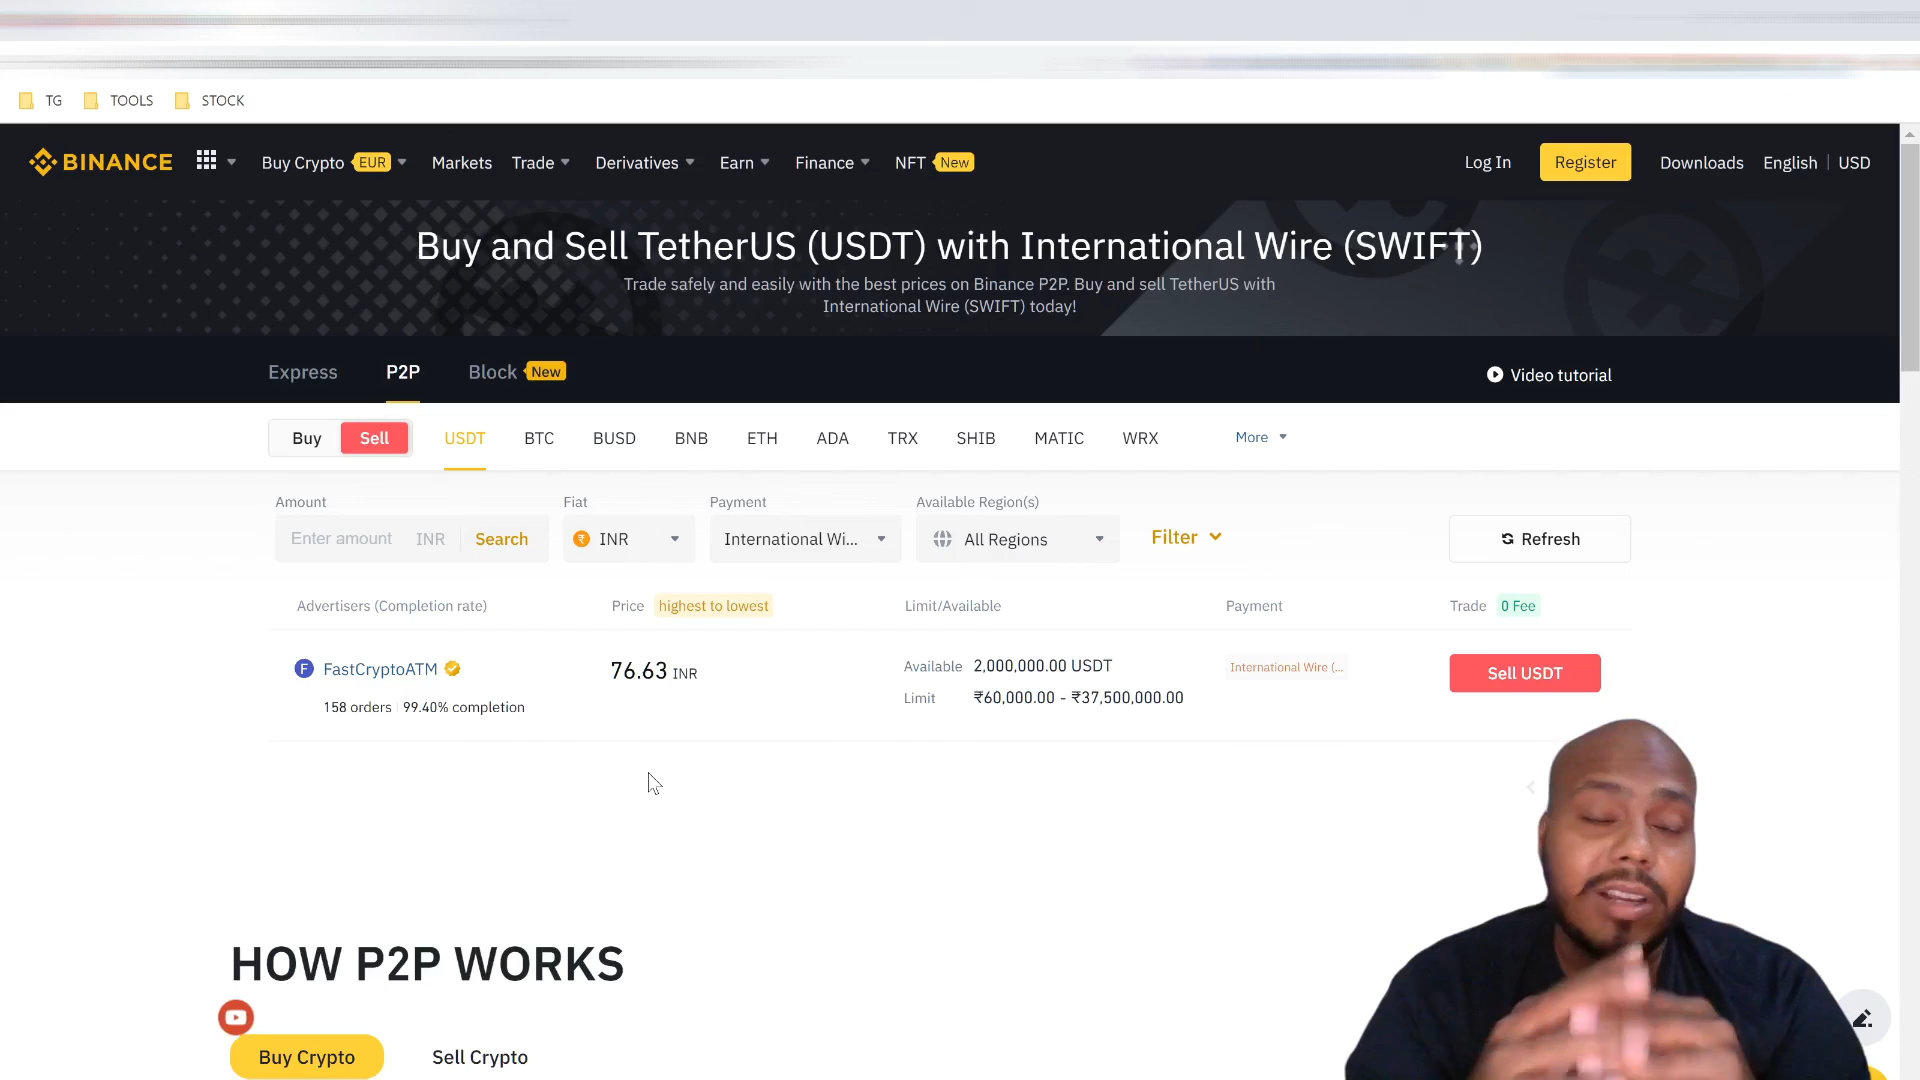 TG TOOLS STOCK
BINANCE Buy Crypto EUR Markets Trade Derivatives Earn Finance NFT New Log In Register Downloads English USD
Buy and Sell TetherUS (USDT) with International Wire (SWIFT)
Trade safely and easily with the best prices on Binance P2P. Buy and sell TetherUS with
International Wire (SWIFT) today!
Express P2P Block New Video tutorial
Buy Sell USDT BTC BUSD BNB ETH ADA TRX SHIB MATIC WRX More
Amount Fiat Payment Available Region(s)
Enter amount INR Search ₹ INR International Wi... All Regions Filter Refresh
Advertisers (Completion rate) Price highest to lowest Limit/Available Payment Trade 0 Fee
F FastCryptoATM 76.63 INR Available 2,000,000.00 USDT International Wire (... Sell USDT
158 orders 99.40% completion Limit ₹60,000.00 - ₹37,500,000.00
HOW P2P WORKS
Buy Crypto Sell Crypto